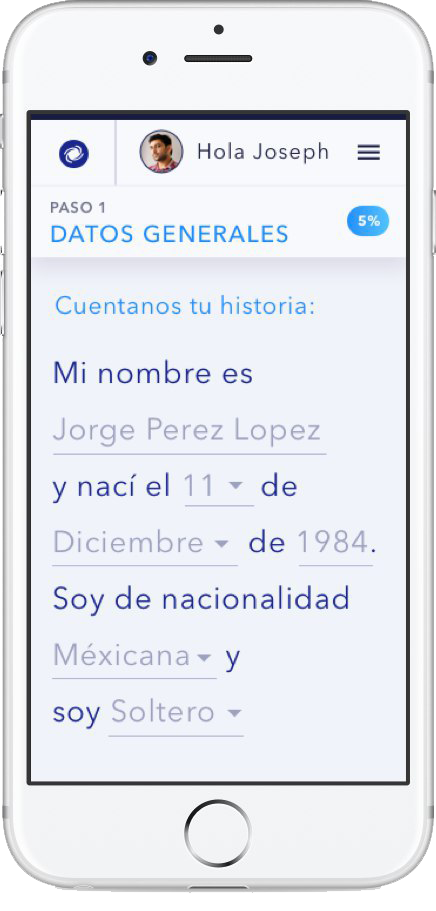 Hola Joseph
PASO 1
DATOS GENERALES
5%
Cuentanos tu historia:
Mi nombre es
Jorge Perez Lopez
y nací el 11 de
Diciembre de 1984.
Soy de nacionalidad
Méxicana y
soy Soltero